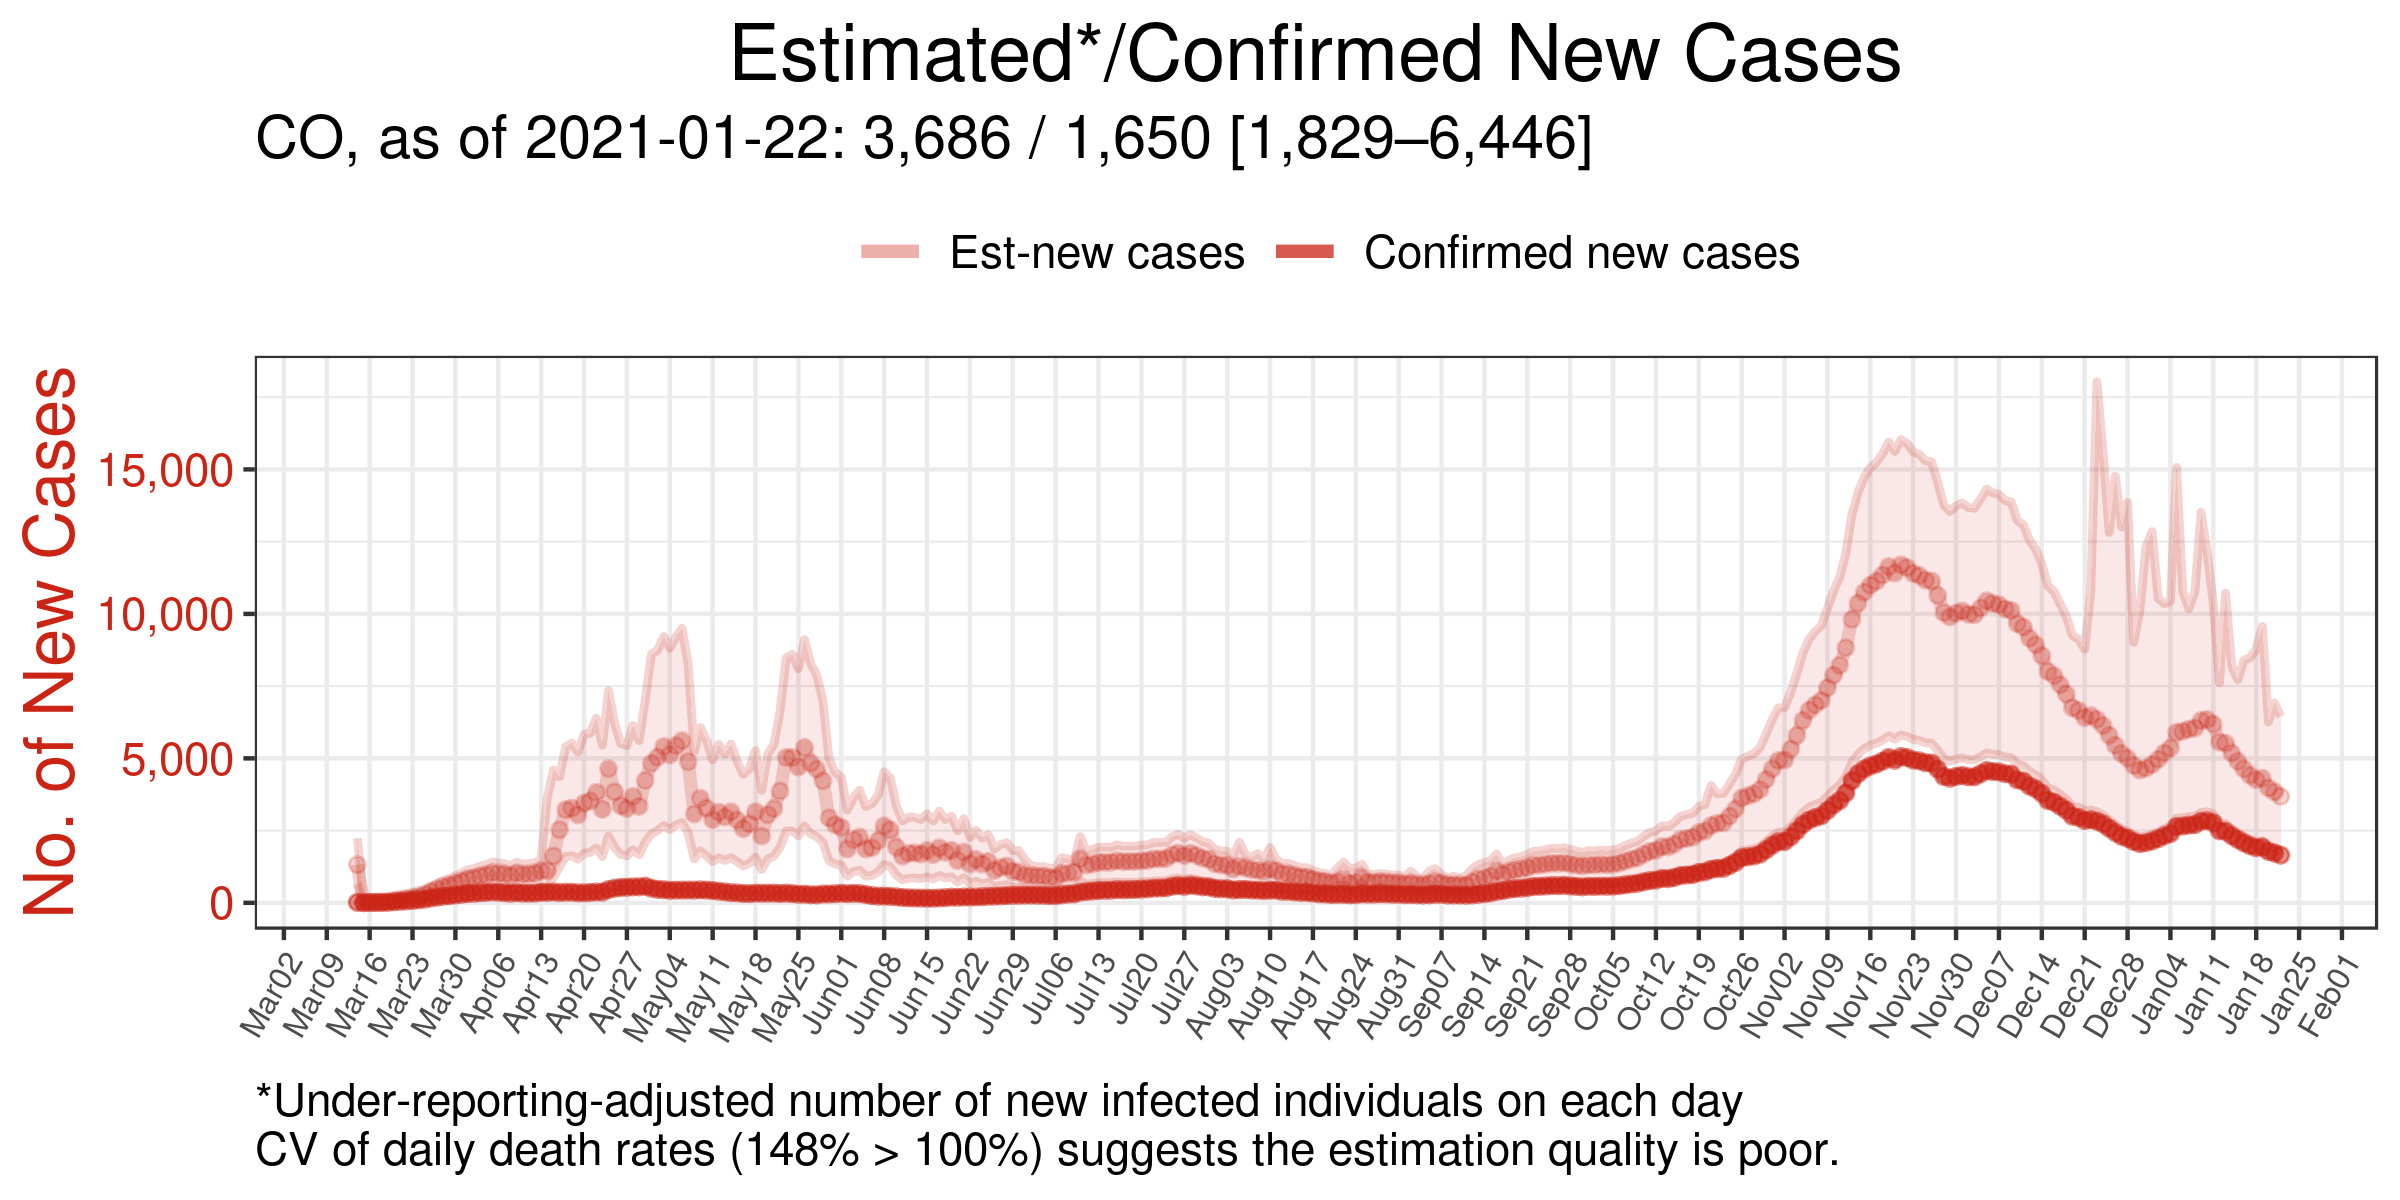 Estimated*/Confirmed New Cases
CO, as of 2021-01-22: 3,686 / 1,650 [1,829–6,446]
Est-new cases Confirmed new cases
No. of New Cases
15,000
10,000
5,000
0
Mar02 Mar09 Mar16 Mar23 Mar30 Apr06 Apr13 Apr20 Apr27 May04 May11 May18 May25 Jun01 Jun08 Jun15 Jun22 Jun29 Jul06 Jul13 Jul20 Jul27 Aug03 Aug10 Aug17 Aug24 Aug31 Sep07 Sep14 Sep21 Sep28 Oct05 Oct12 Oct19 Oct26 Nov02 Nov09 Nov16 Nov23 Nov30 Dec07 Dec14 Dec21 Dec28 Jan04 Jan11 Jan18 Jan25 Feb01
*Under-reporting-adjusted number of new infected individuals on each day
CV of daily death rates (148% > 100%) suggests the estimation quality is poor.